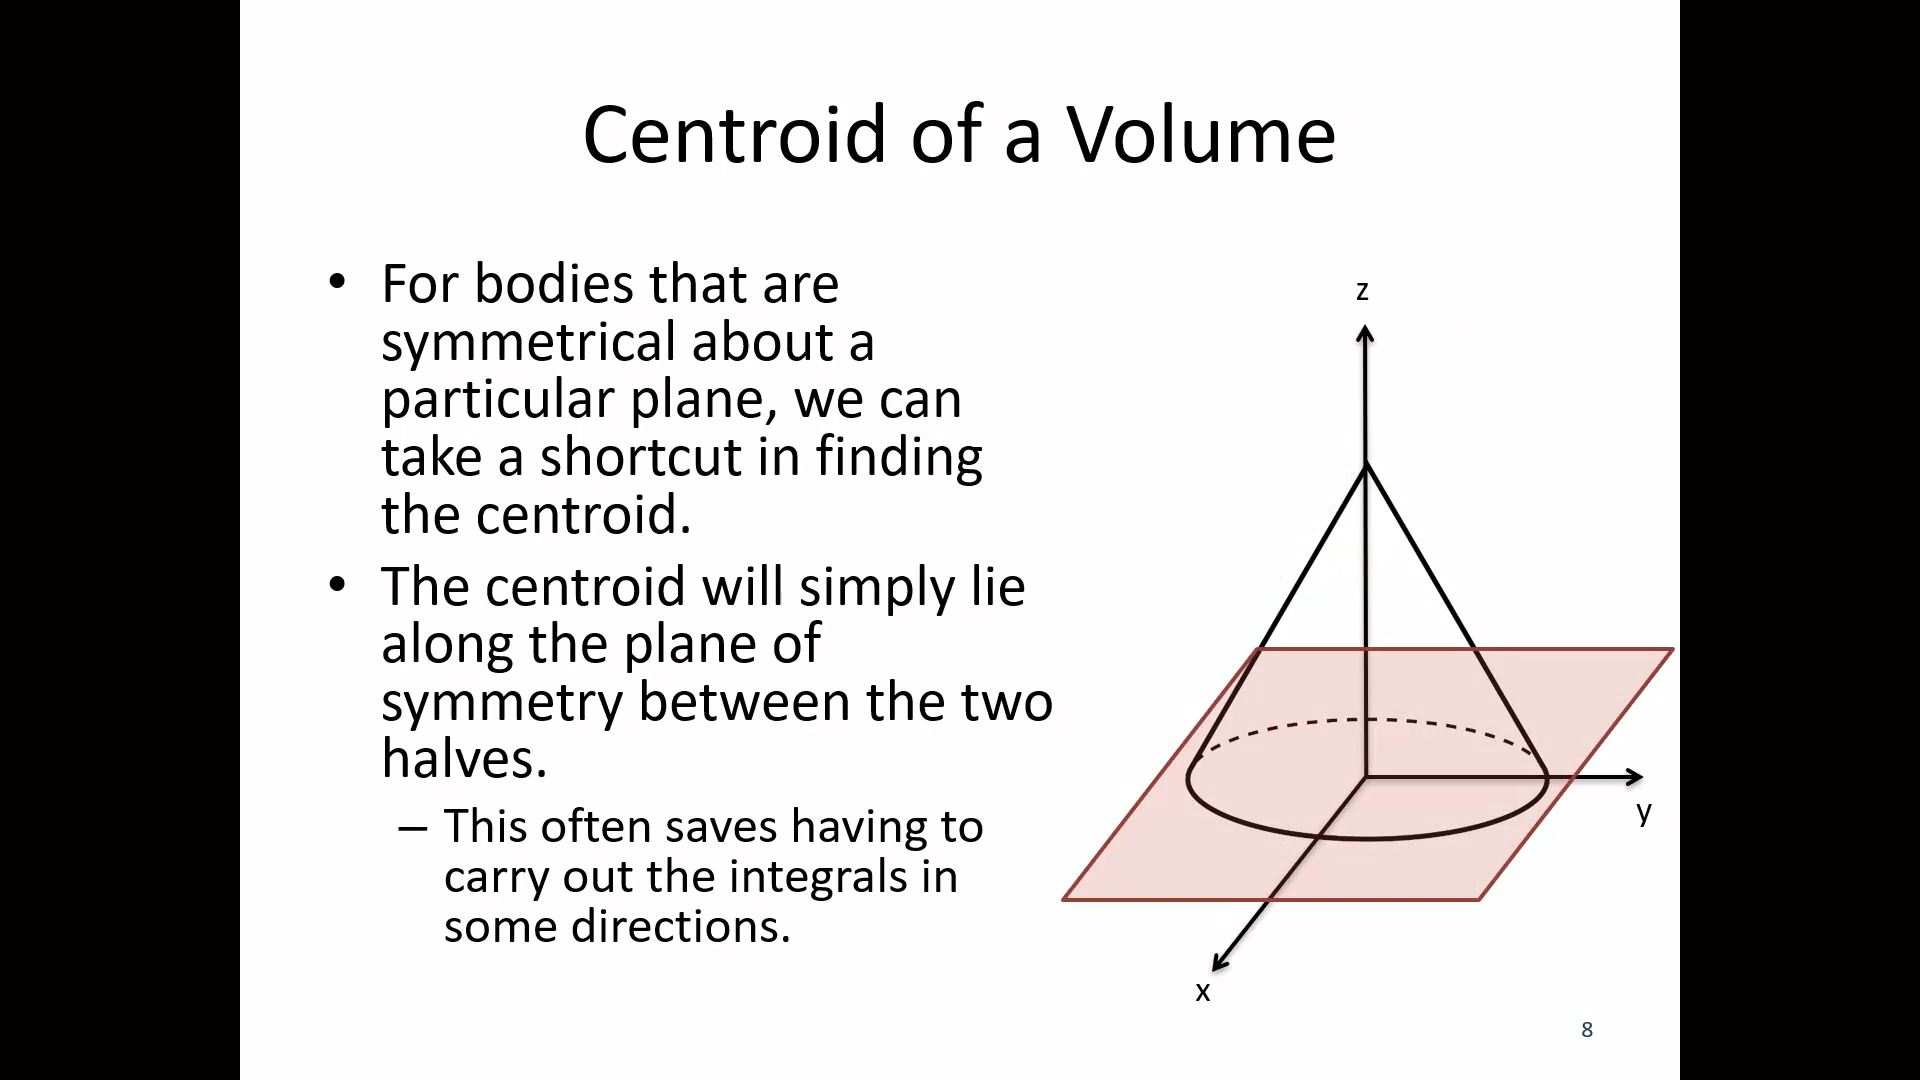 Centroid of a Volume
• For bodies that are
symmetrical about a
particular plane, we can
take a shortcut in finding
the centroid.
• The centroid will simply lie
along the plane of
symmetry between the two
halves.
– This often saves having to
carry out the integrals in
some directions.
z
y
x
8